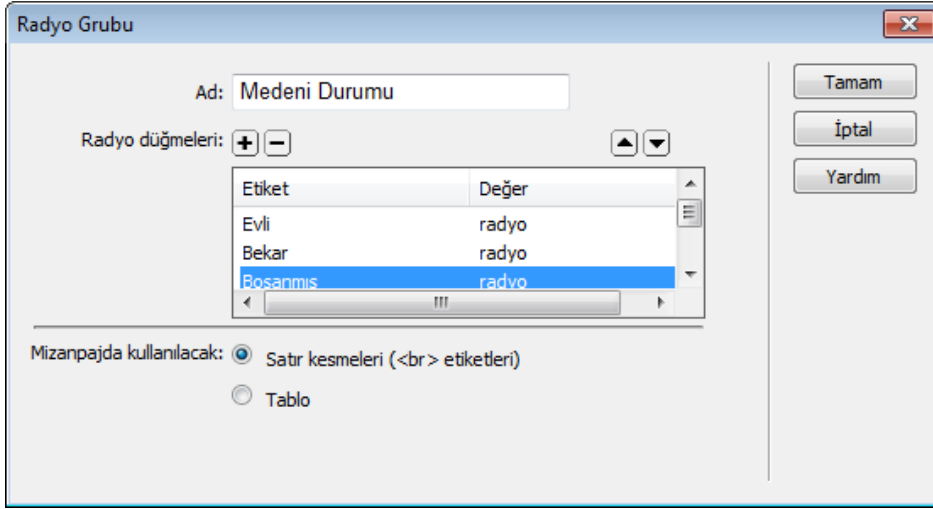 Radyo Grubu
Ad: Medeni Durumu
Tamam
Radyo düğmeleri:
İptal
Yardım
Etiket Değer
Evli radyo
Bekar radyo
Bosanmıs radyo
Mizanpajda kullanılacak: Satır kesmeleri (<br> etiketleri)
Tablo